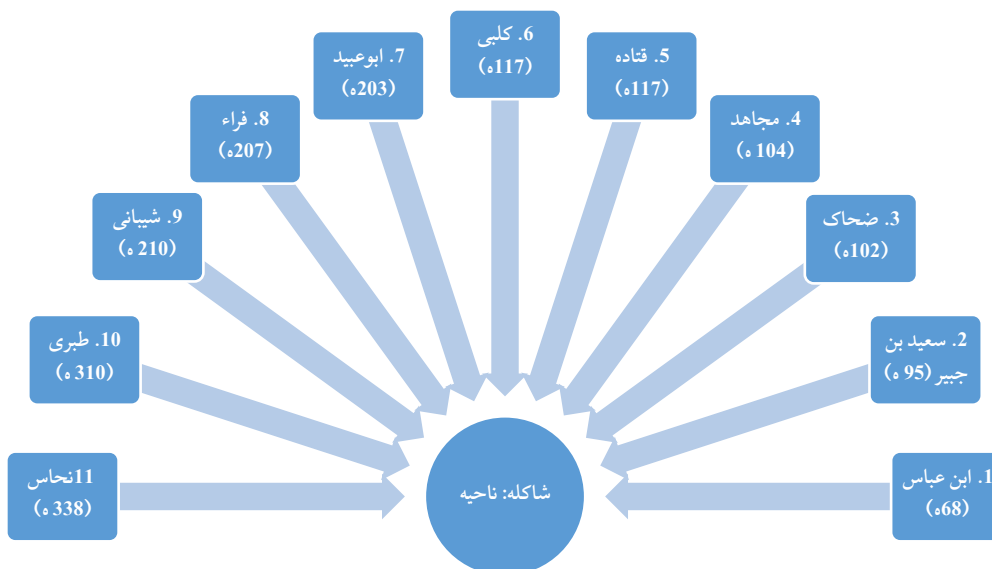 1. ابن عباس
(68ه)
2. سعید بن
جبیر (95 ه)
3. ضحاک
(102ه)
4. مجاهد
(104 ه)
5. قتاده
(117ه)
6. کلبی
(117ه)
7. ابوعبید
(203ه)
8. فراء
(207ه)
9. شیبانی
(210 ه)
10. طبری
(310 ه)
11نحاس
(338 ه)
شاکله: ناحیه